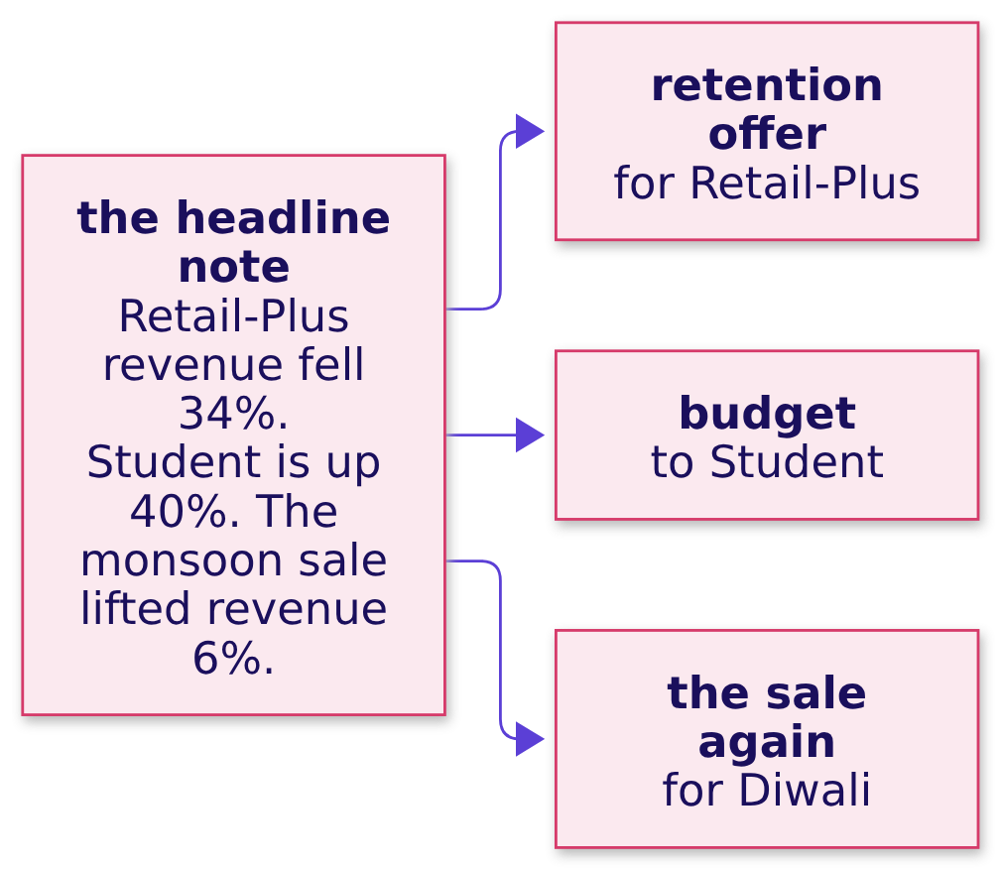 the headline
note
Retail-Plus
revenue fell
34%.
Student is up
40%. The
monsoon sale
lifted revenue
6%.
retention
offer
for Retail-Plus
budget
to Student
the sale
again
for Diwali